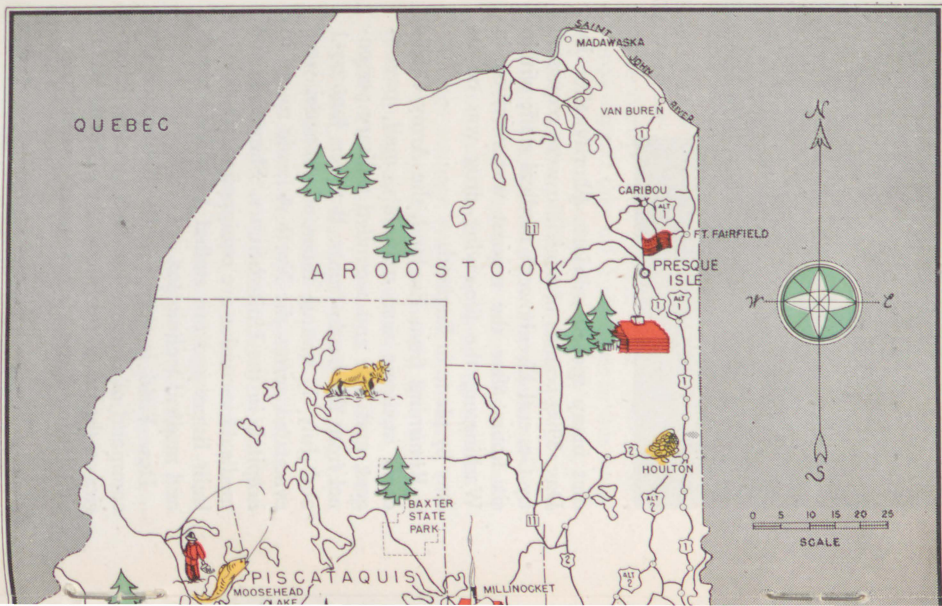 SAINT
MADAWASKA
JOHN
RIVER
QUEBEC
VAN BUREN
1
N
CARIBOU
ALT
1
11
FT. FAIRFIELD
AROOSTOOK
PRESQUE
ISLE
1
ALT
1
W
E
1
2
HOULTON
ALT
2
S
BAXTER
STATE
PARK
11
0 5 10 15 20 25
SCALE
2
1
ALT
2
PISCATAQUIS
MOOSEHEAD
LAKE
MILLINOCKET